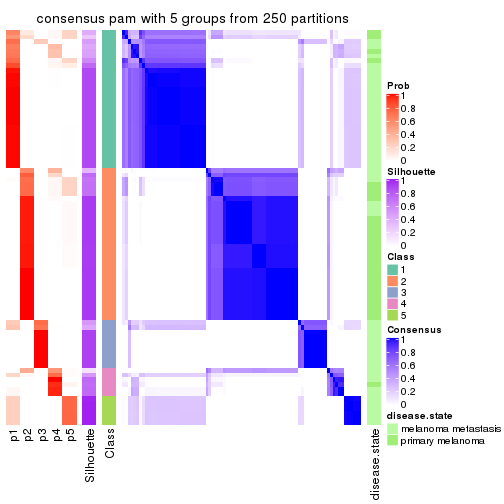 consensus pam with 5 groups from 250 partitions
Prob
1
0.8
0.6
0.4
0.2
0
Silhouette
1
0.8
0.6
0.4
0.2
0
Class
1
2
3
4
5
Consensus
1
0.8
0.6
0.4
0.2
0
disease.state
melanoma metastasis
primary melanoma
p1
p2
p3
p4
p5
Silhouette
Class
disease.state